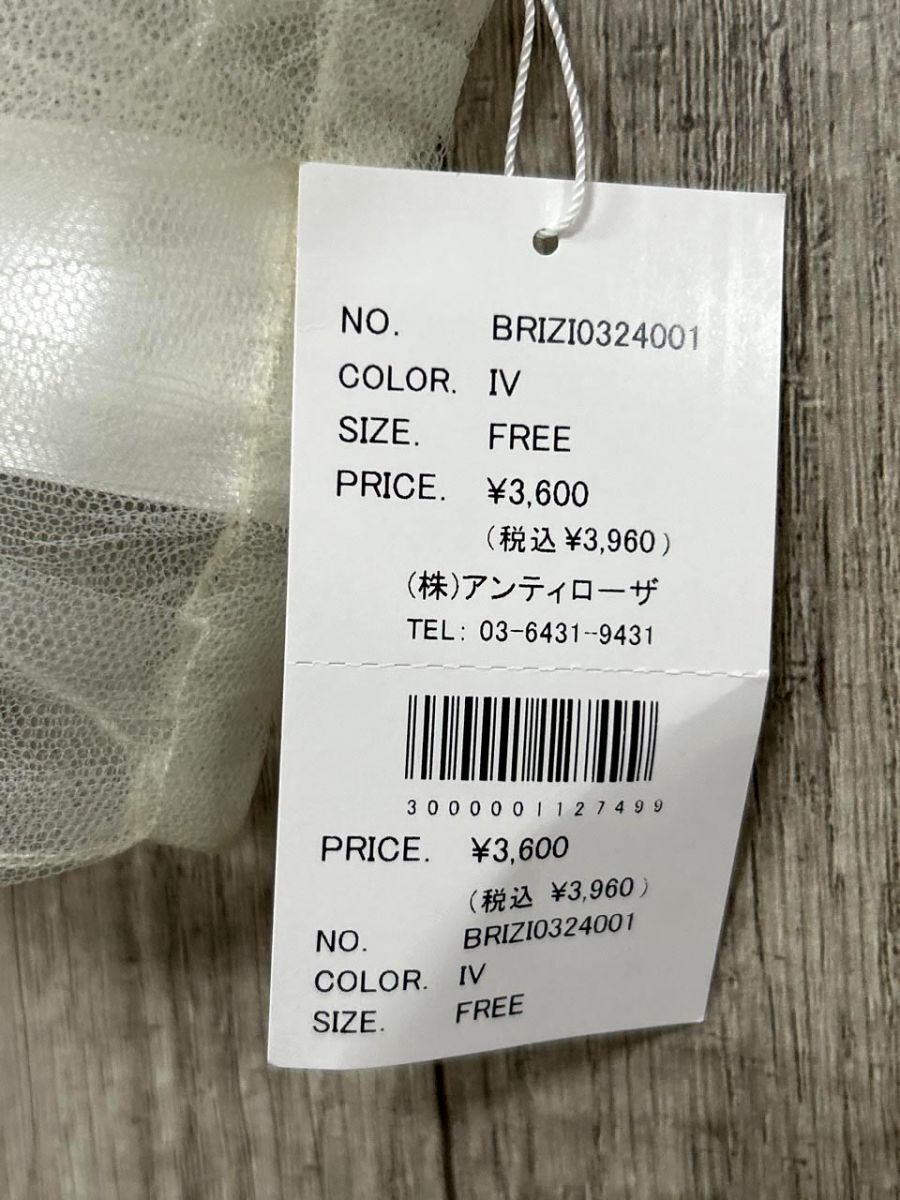 NO. BRIZI0324001
COLOR. IV
SIZE. FREE
PRICE. ¥3,600
(税込 ¥3,960)
(株)アンティローザ
TEL: 03-6431-9431
3000001127499
PRICE. ¥3,600
(税込 ¥3,960)
NO. BRIZI0324001
COLOR. IV
SIZE. FREE